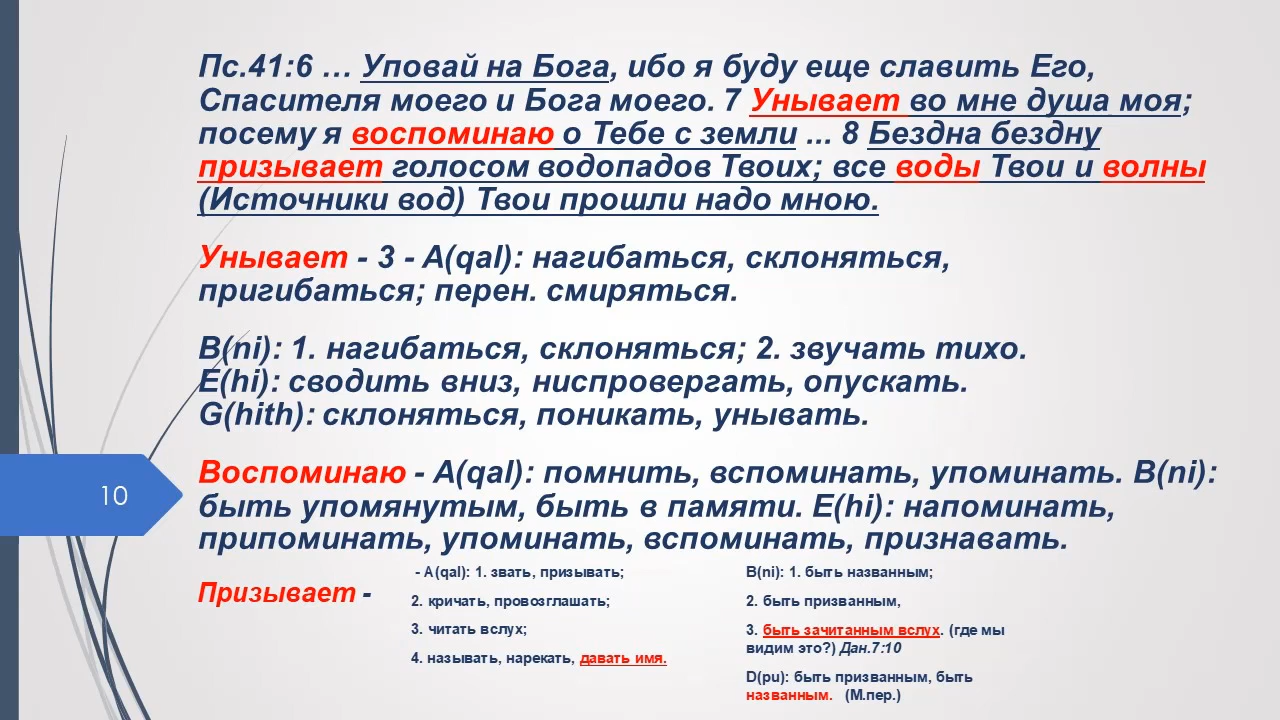 Пс.41:6 … Уповай на Бога, ибо я буду еще славить Его,
Спасителя моего и Бога моего. 7 Унывает во мне душа моя;
посему я воспоминаю о Тебе с земли ... 8 Бездна бездну
призывает голосом водопадов Твоих; все воды Твои и волны
(Источники вод) Твои прошли надо мною.
Унывает - 3 - A(qal): нагибаться, склоняться,
пригибаться; перен. смиряться.
B(ni): 1. нагибаться, склоняться; 2. звучать тихо.
E(hi): сводить вниз, ниспровергать, опускать.
G(hith): склоняться, поникать, унывать.
Воспоминаю - A(qal): помнить, вспоминать, упоминать. B(ni):
быть упомянутым, быть в памяти. E(hi): напоминать,
припоминать, упоминать, вспоминать, признавать.
10
Призывает -
- A(qal): 1. звать, призывать;
2. кричать, провозглашать;
3. читать вслух;
4. называть, нарекать, давать имя.
B(ni): 1. быть названным;
2. быть призванным,
3. быть зачитанным вслух. (где мы
видим это?) Дан.7:10
D(pu): быть призванным, быть
названным. (М.пер.)